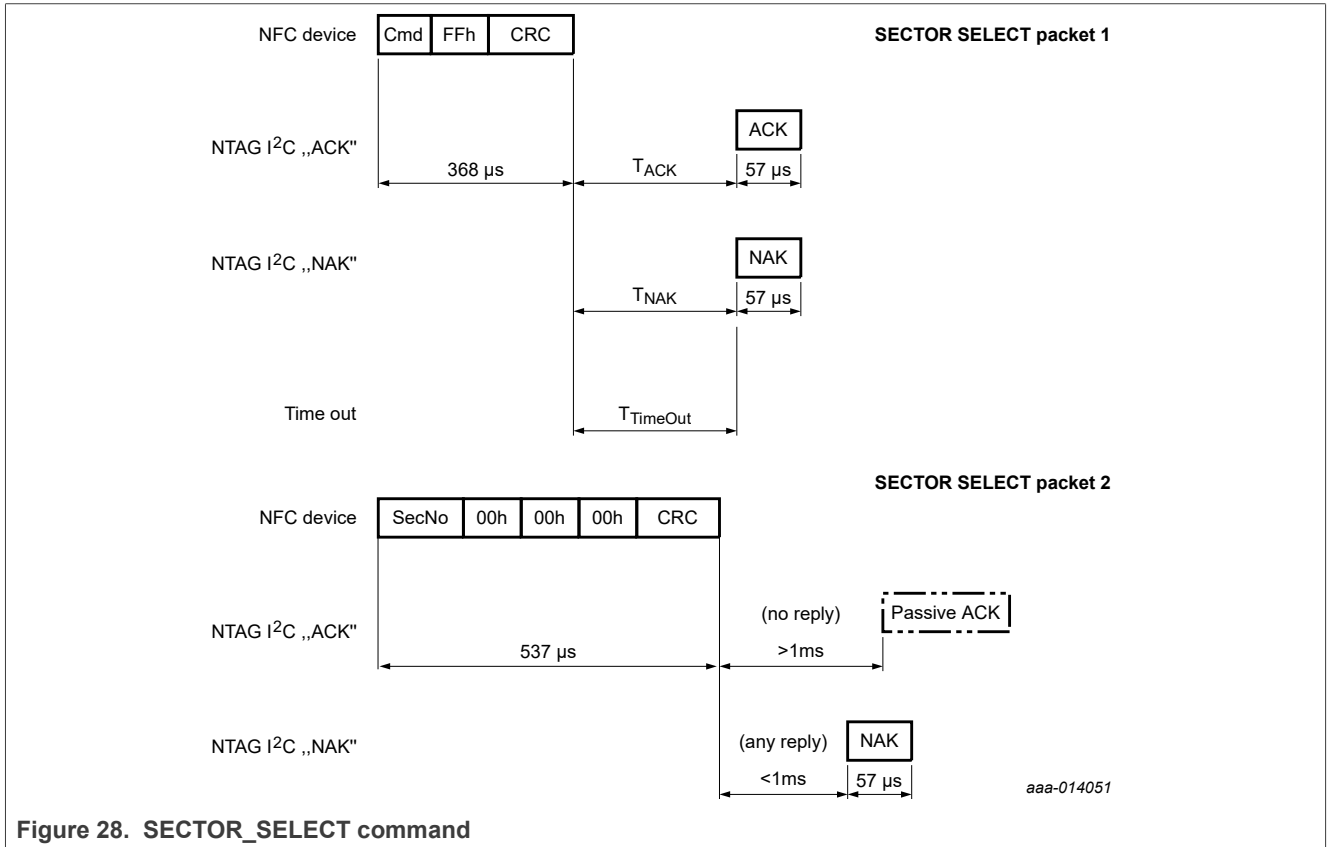 NFC device Cmd FFh CRC SECTOR SELECT packet 1
ACK
NTAG I2C ,,ACK"
368 µs TACK 57 µs
NAK
NTAG I2C ,,NAK"
TNAK 57 µs
Time out TTimeOut
SECTOR SELECT packet 2
NFC device SecNo 00h 00h 00h CRC
(no reply) Passive ACK
NTAG I2C ,,ACK"
537 µs >1ms
NTAG I2C ,,NAK" (any reply) NAK
<1ms 57 µs aaa-014051
Figure 28. SECTOR_SELECT command